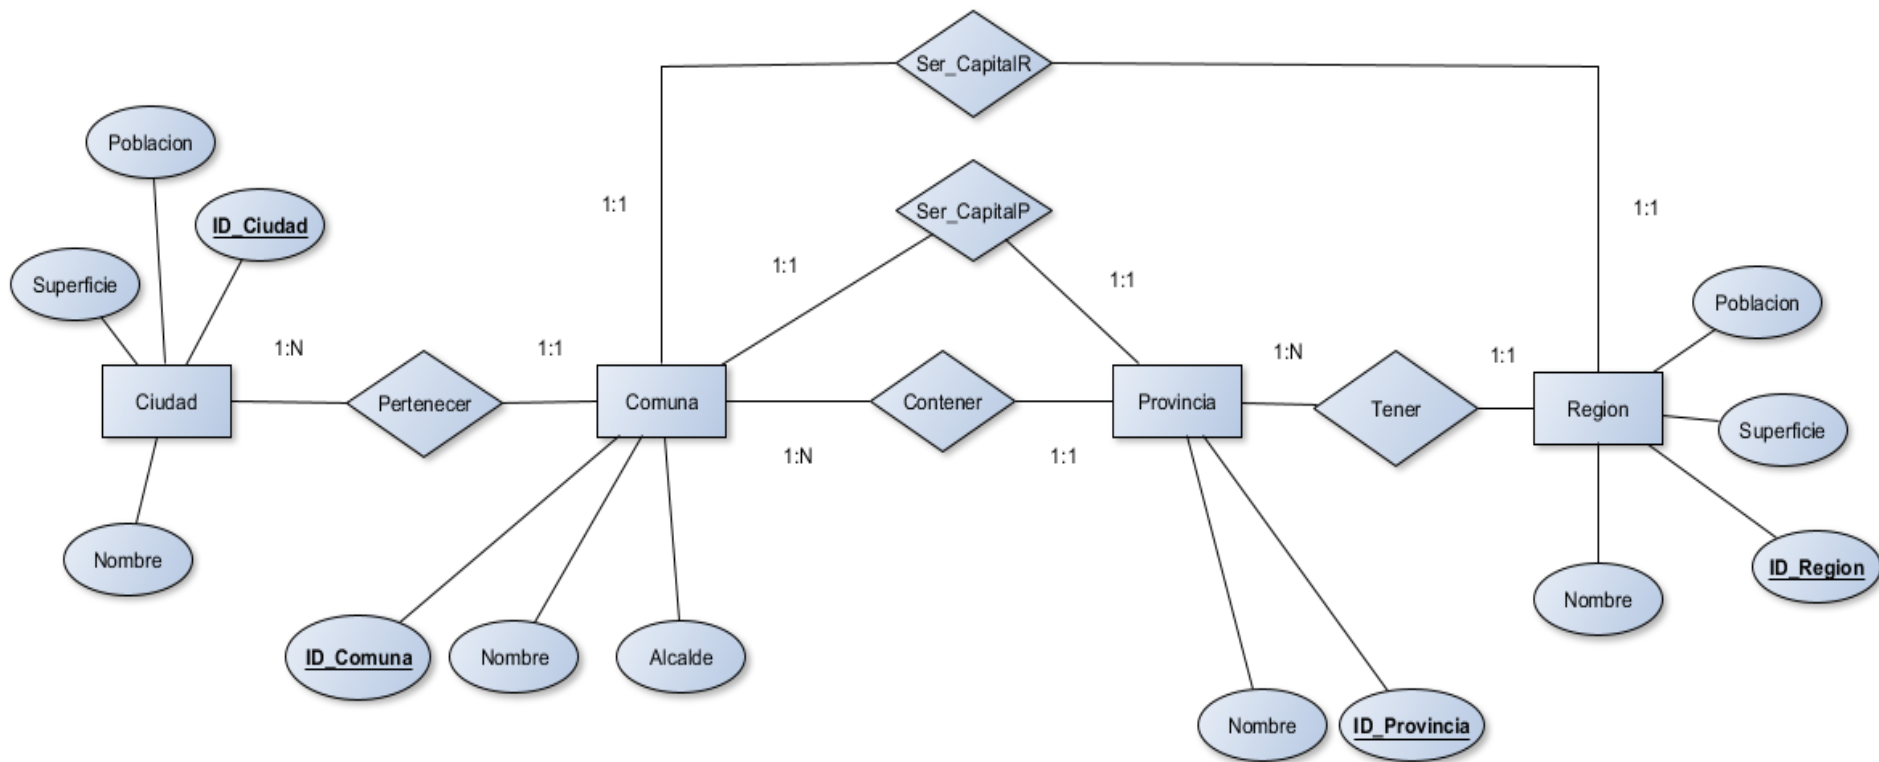 Ser_CapitalR
Poblacion
1:1
Ser_CapitalP
1:1
ID_Ciudad
1:1
1:1
Superficie
Poblacion
1:N
1:1
1:N
1:1
Ciudad
Pertenecer
Comuna
Contener
Provincia
Tener
Region
Superficie
1:N
1:1
Nombre
ID_Region
Nombre
ID_Comuna
Nombre
Alcalde
Nombre
ID_Provincia